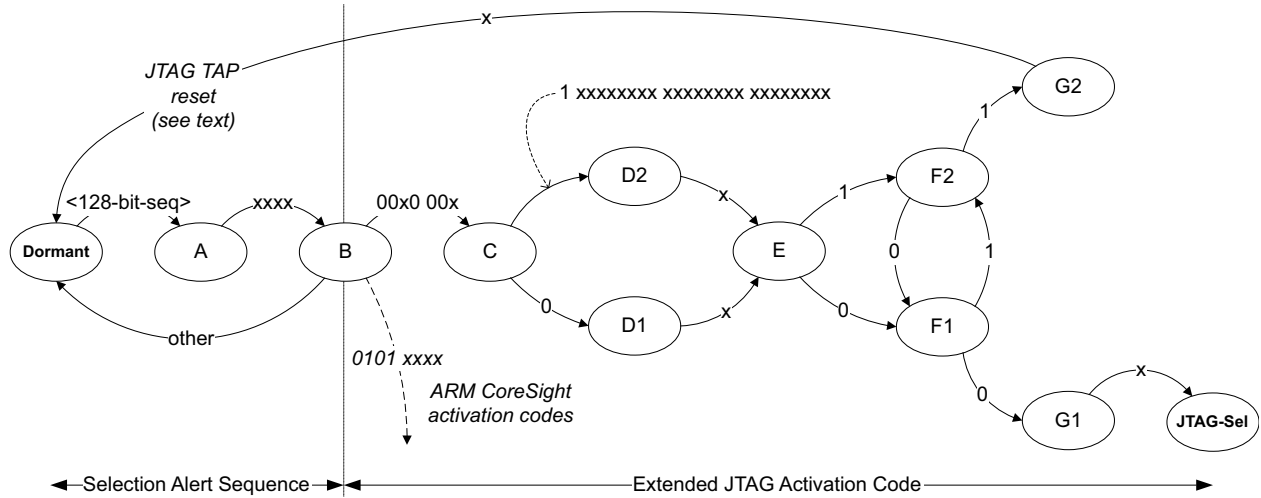 x
JTAG TAP
reset
(see text)
1 xxxxxxxx xxxxxxxx xxxxxxxx
G2
1
D2
F2
<128-bit-seq>
xxxx
00x0 00x
x
1
Dormant
A
B
C
E
0
1
other
0
x
0
D1
F1
0101 xxxx
ARM CoreSight
activation codes
0
x
G1
JTAG-Sel
Selection Alert Sequence
Extended JTAG Activation Code